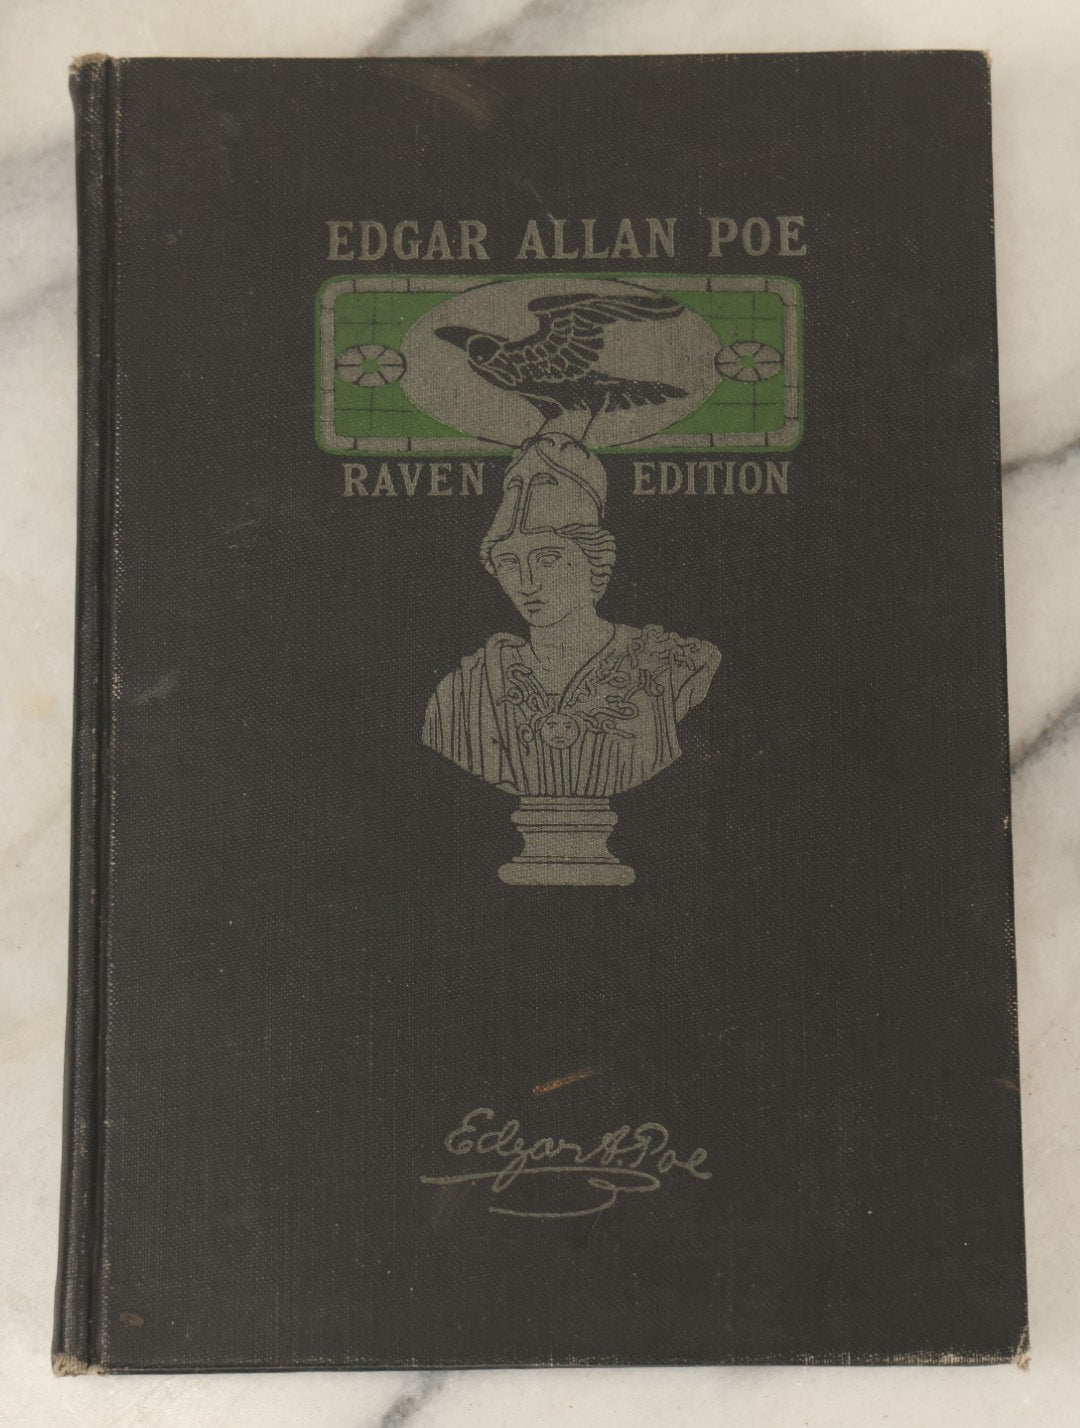 EDGAR ALLAN POE
RAVEN EDITION
Edgar A. Poe